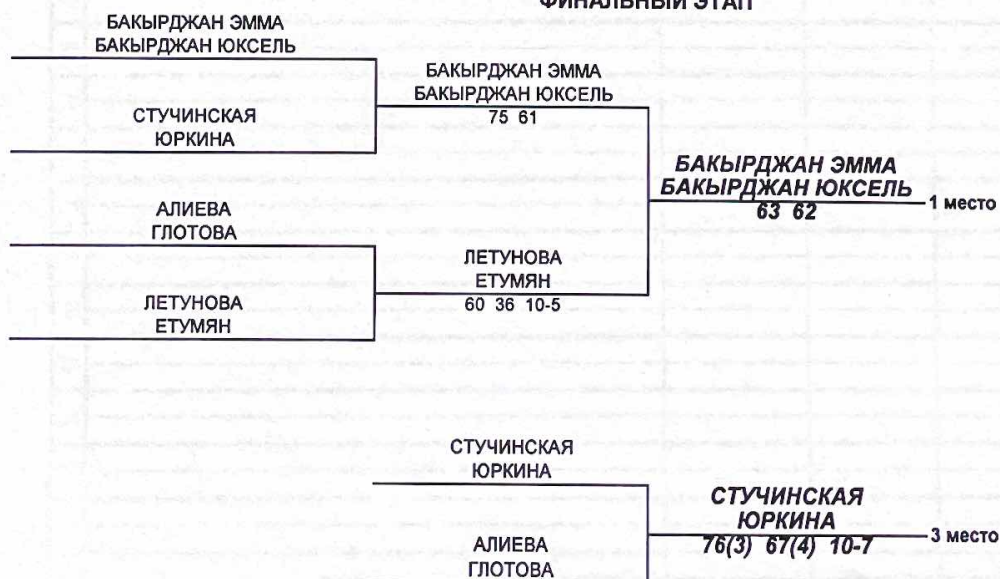 ФИНАЛЬНЫЙ ЭТАП
БАКЫРДЖАН ЭММА
БАКЫРДЖАН ЮКСЕЛЬ
СТУЧИНСКАЯ
ЮРКИНА
АЛИЕВА
ГЛОТОВА
ЛЕТУНОВА
ЕТУМЯН
БАКЫРДЖАН ЭММА
БАКЫРДЖАН ЮКСЕЛЬ
75 61
ЛЕТУНОВА
ЕТУМЯН
60 36 10-5
БАКЫРДЖАН ЭММА
БАКЫРДЖАН ЮКСЕЛЬ
63 62
1 место
СТУЧИНСКАЯ
ЮРКИНА
АЛИЕВА
ГЛОТОВА
СТУЧИНСКАЯ
ЮРКИНА
76(3) 67(4) 10-7
3 место